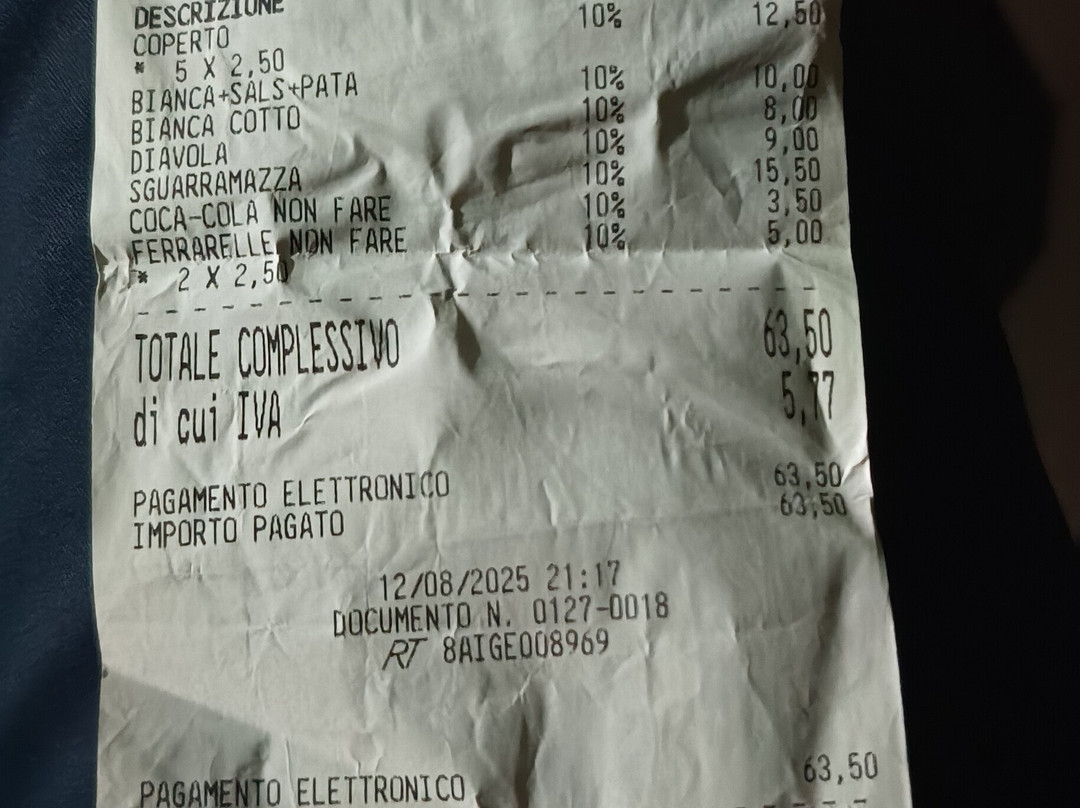 DESCRIZIONE
COPERTO 10% 12,50
* 5 X 2,50
BIANCA+SALS+PATA 10% 10,00
BIANCA COTTO 10% 8,00
DIAVOLA 10% 9,00
SGUARRAMAZZA 10% 15,50
COCA-COLA NON FARE 10% 3,50
FERRARELLE NON FARE 10% 5,00
* 2 X 2,50
TOTALE COMPLESSIVO 63,50
di cui IVA 5,77
PAGAMENTO ELETTRONICO 63,50
IMPORTO PAGATO 63,50
12/08/2025 21:17
DOCUMENTO N. 0127-0018
RT 8AIGE008969
PAGAMENTO ELETTRONICO 63,50